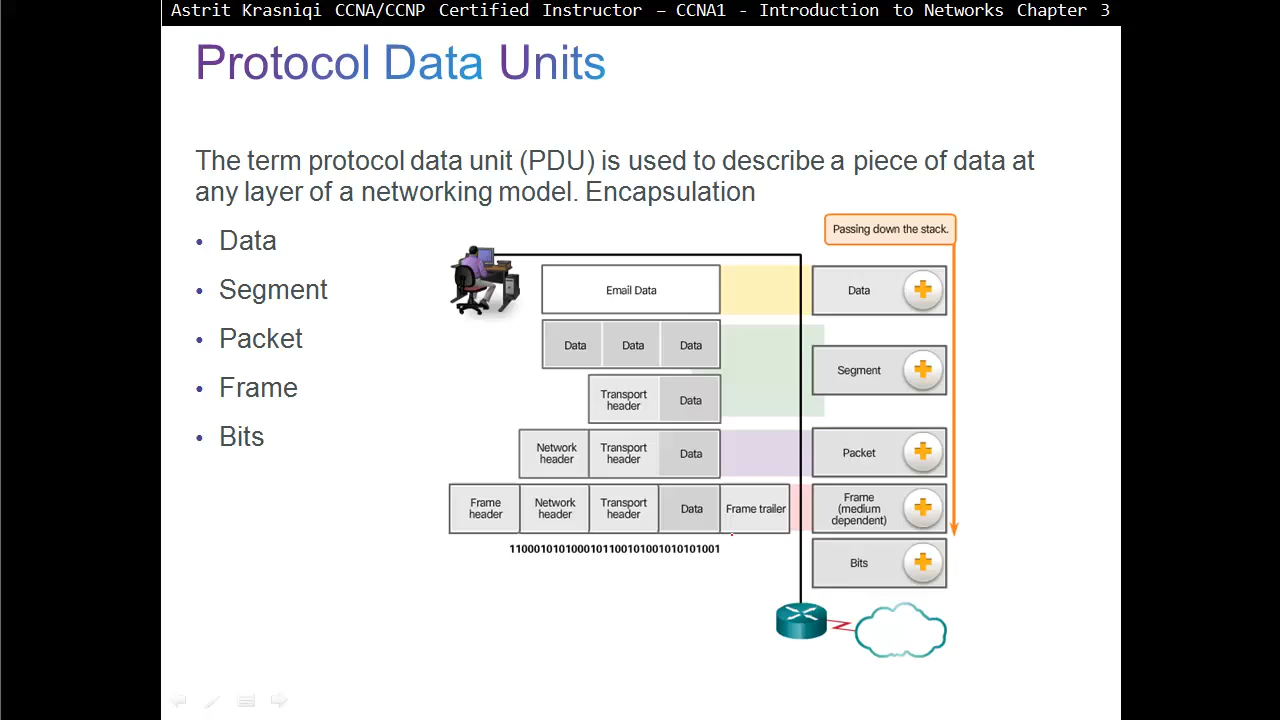 Astrit Krasniqi CCNA/CCNP Certified Instructor – CCNA1 - Introduction to Networks Chapter 3
Protocol Data Units
The term protocol data unit (PDU) is used to describe a piece of data at
any layer of a networking model. Encapsulation
• Data
• Segment
• Packet
• Frame
• Bits
Passing down the stack.
Email Data
Data
Data Data Data
Segment
Transport
header
Data
Network
header
Transport
header
Data
Packet
Frame
header
Network
header
Transport
header
Data
Frame trailer
Frame
(medium
dependent)
1100010101000101100101001010101001
Bits